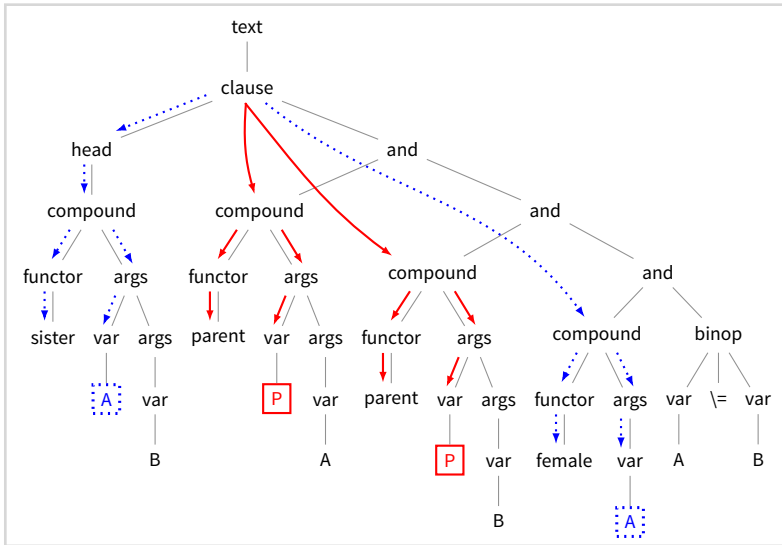 text
clause
head and
compound compound and
functor args functor args compound and
sister var args parent var args functor args compound binop
A var P var parent var args functor args var \= var
B A P var female var A B
B A